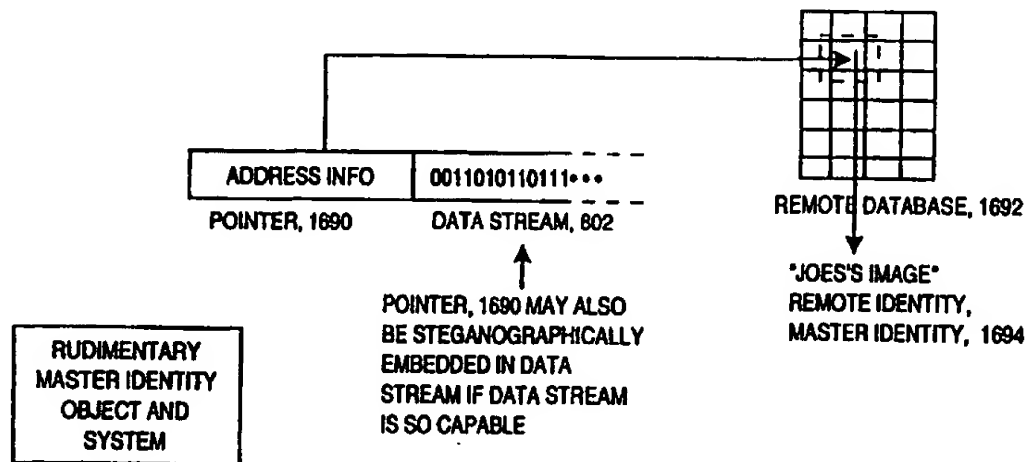 ADDRESS INFO
0011010110111•••
POINTER, 1690
DATA STREAM, 602
REMOTE DATABASE, 1692
POINTER, 1690 MAY ALSO
BE STEGANOGRAPHICALLY
EMBEDDED IN DATA
STREAM IF DATA STREAM
IS SO CAPABLE
"JOES'S IMAGE"
REMOTE IDENTITY,
MASTER IDENTITY, 1694
RUDIMENTARY
MASTER IDENTITY
OBJECT AND
SYSTEM